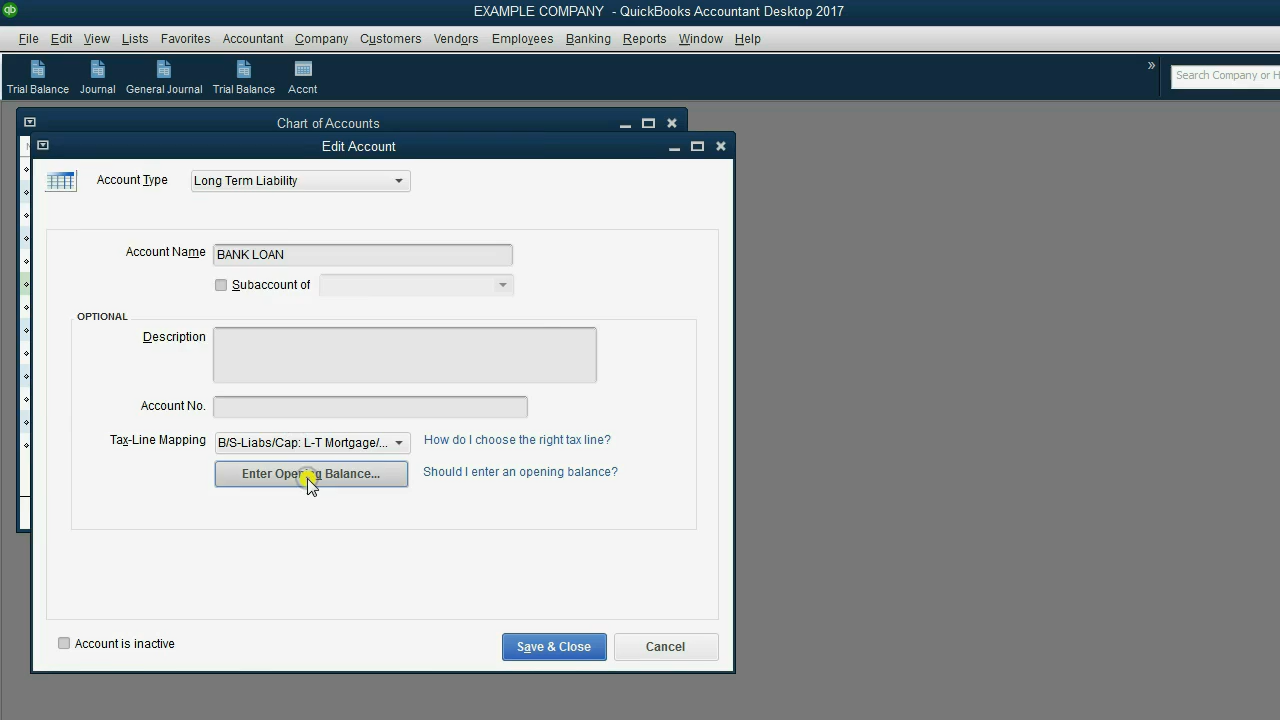 EXAMPLE COMPANY - QuickBooks Accountant Desktop 2017
File Edit View Lists Favorites Accountant Company Customers Vendors Employees Banking Reports Window Help
Trial Balance Journal General Journal Trial Balance Accnt
Search Company or H
Chart of Accounts
Edit Account
Account Type Long Term Liability
Account Name BANK LOAN
Subaccount of
OPTIONAL
Description
Account No.
Tax-Line Mapping B/S-Liabs/Cap: L-T Mortgage/... How do I choose the right tax line?
Enter Opening Balance... Should I enter an opening balance?
Account is inactive
Save & Close Cancel